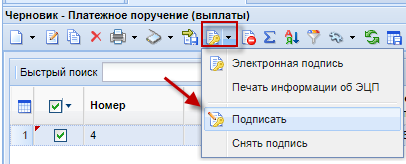 Черновик - Платежное поручение (выплаты)
Быстрый поиск
Электронная подпись
Печать информации об ЭЦП
Номер
Подписать
1 4
Снять подпись